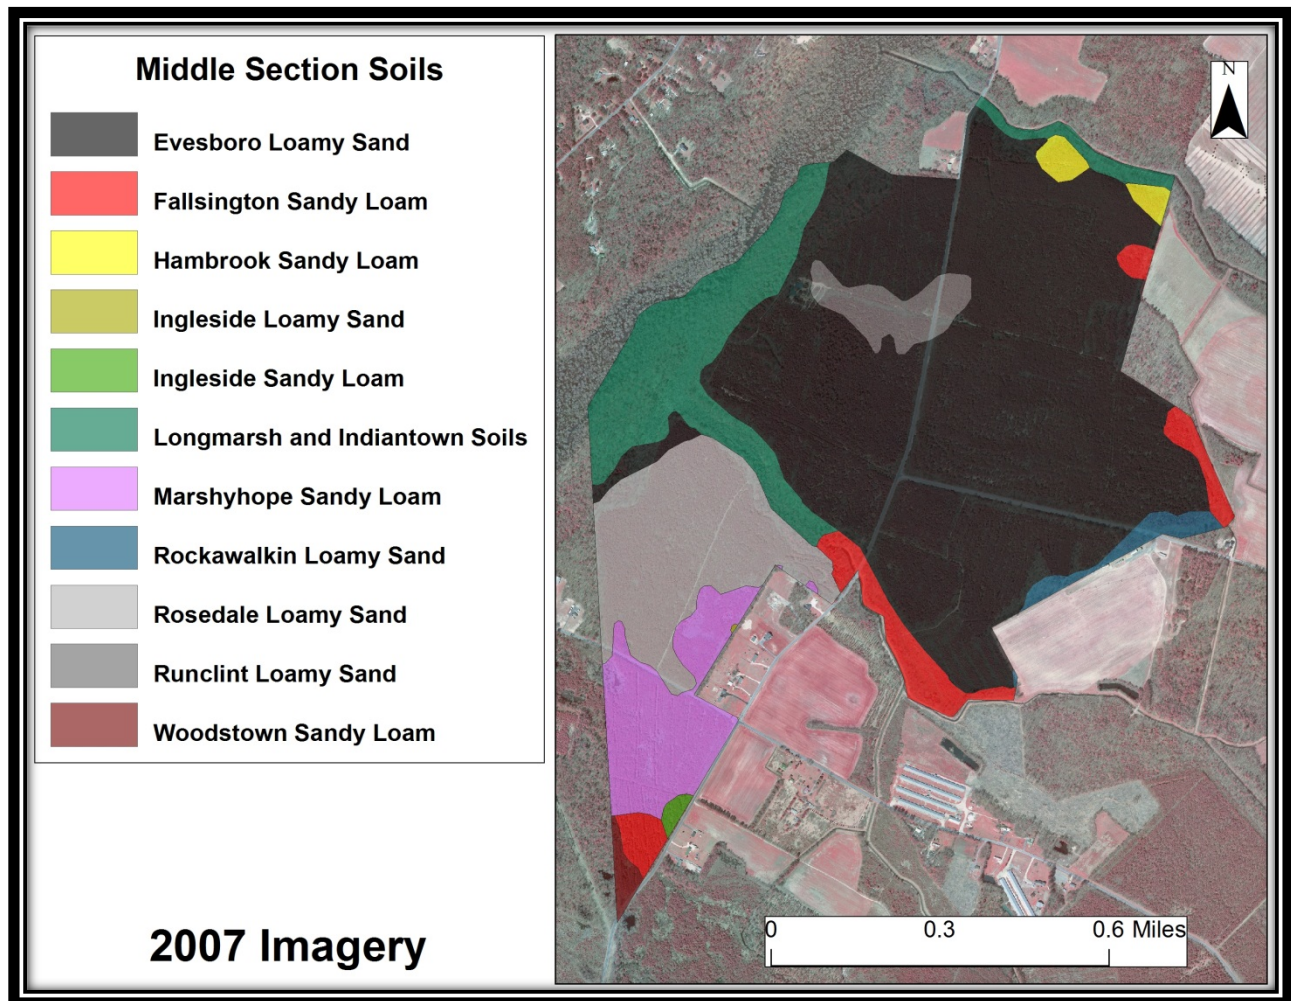 Middle Section Soils
Evesboro Loamy Sand
Fallsington Sandy Loam
Hambrook Sandy Loam
Ingleside Loamy Sand
Ingleside Sandy Loam
Longmarsh and Indiantown Soils
Marshyhope Sandy Loam
Rockawalkin Loamy Sand
Rosedale Loamy Sand
Runclint Loamy Sand
Woodstown Sandy Loam
2007 Imagery
N
0 0.3 0.6 Miles